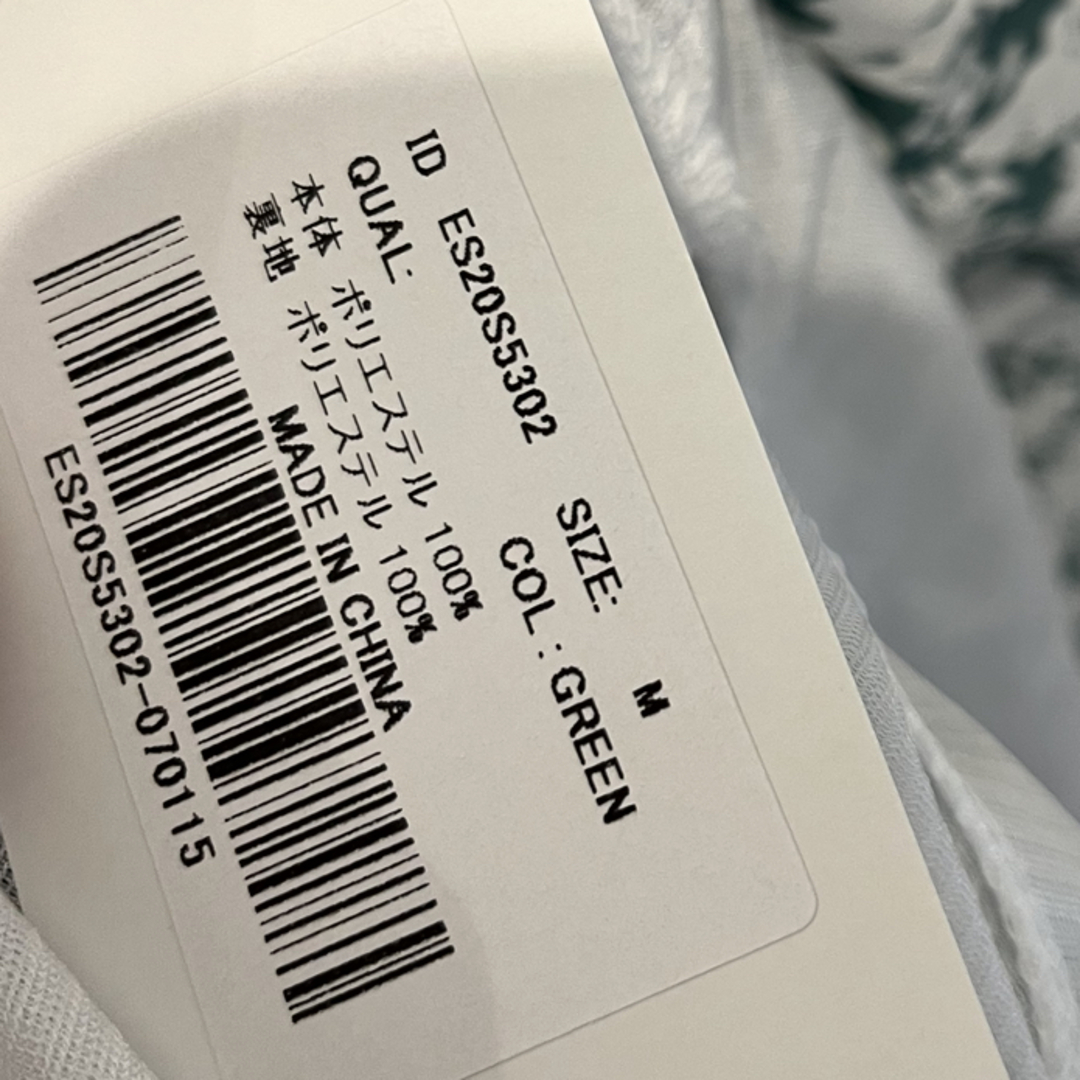 ID ES20S5302 SIZE: M
QUAL: COL : GREEN
本体 ポリエステル 100%
裏地 ポリエステル 100%
MADE IN CHINA
ES20S5302-070115